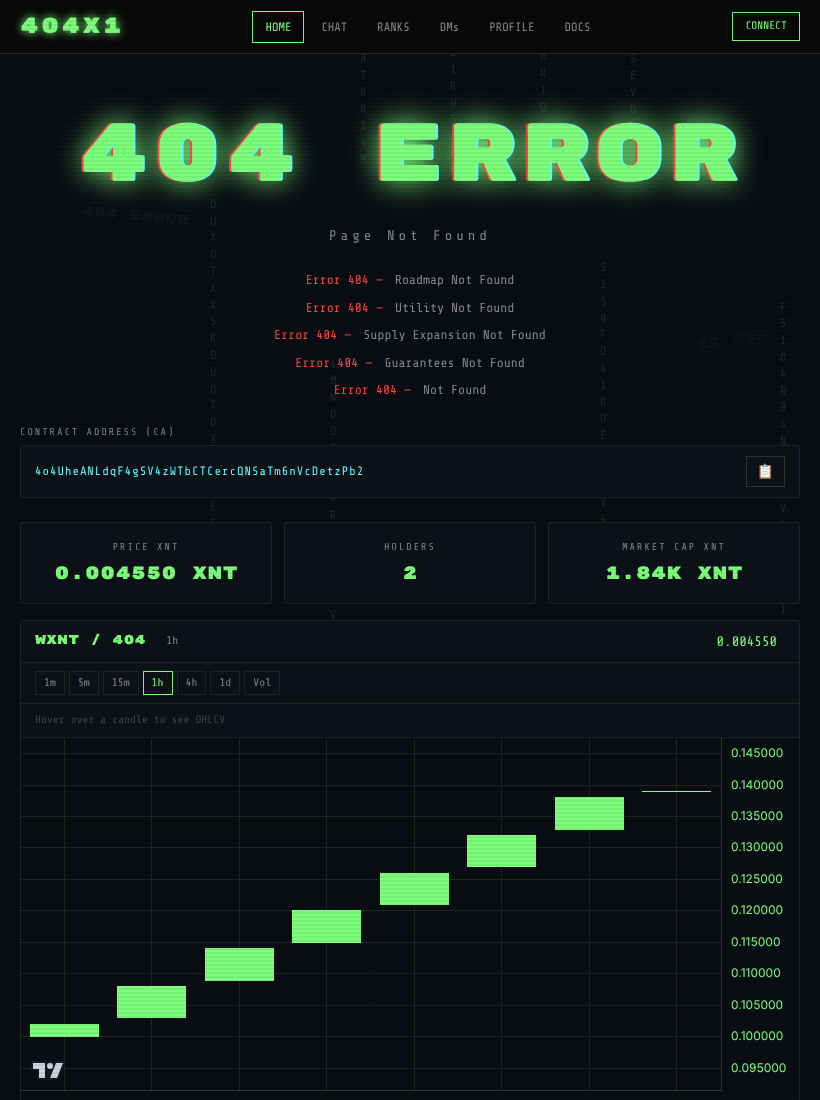 404X1
HOME CHAT RANKS DMs PROFILE DOCS
CONNECT
404 ERROR
404 ERROR
Page Not Found
Error 404 — Roadmap Not Found
Error 404 — Utility Not Found
Error 404 — Supply Expansion Not Found
Error 404 — Guarantees Not Found
Error 404 — Not Found
CONTRACT ADDRESS (CA)
4o4UheANLdqF4gSV4zWTbCTCercQNSaTm6nVcDetzPb2
PRICE XNT
0.004550 XNT
HOLDERS
2
MARKET CAP XNT
1.84K XNT
WXNT / 404 1h
0.004550
1m 5m 15m 1h 4h 1d Vol
Hover over a candle to see OHLCV
0.145000
0.140000
0.135000
0.130000
0.125000
0.120000
0.115000
0.110000
0.105000
0.100000
0.095000